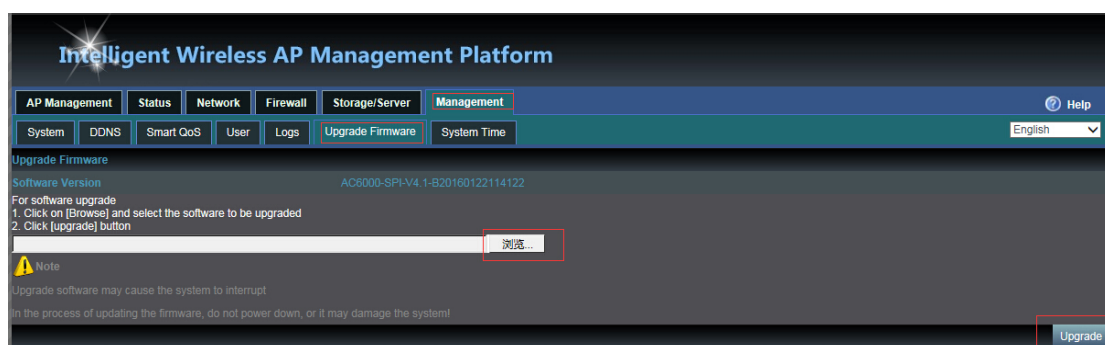 Intelligent Wireless AP Management Platform
AP Management Status Network Firewall Storage/Server Management Help
System DDNS Smart QoS User Logs Upgrade Firmware System Time English
Upgrade Firmware
Software Version AC6000-SPI-V4.1-B20160122114122
For software upgrade
1. Click on [Browse] and select the software to be upgraded
2. Click [upgrade] button
浏览...
Note
Upgrade software may cause the system to interrupt
In the process of updating the firmware, do not power down, or it may damage the system!
Upgrade